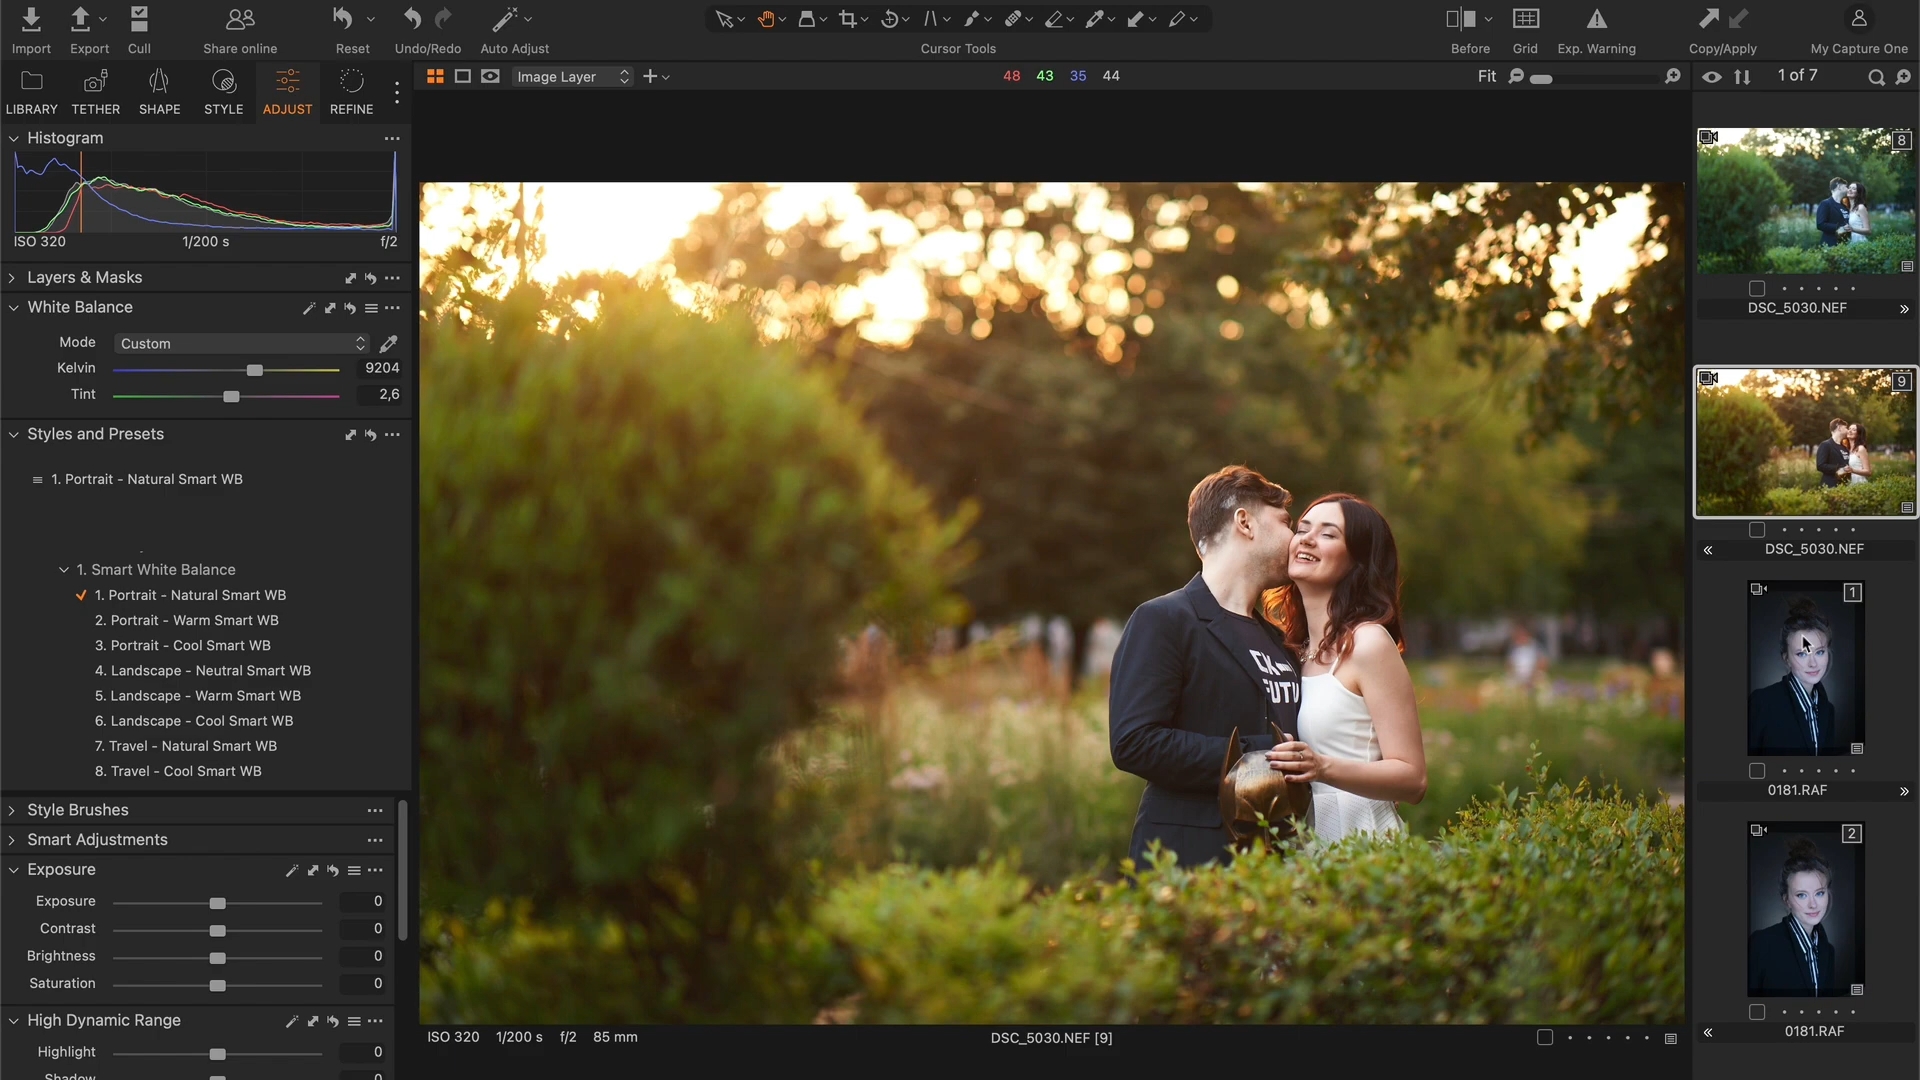 Import Export Cull Share online Reset Undo/Redo Auto Adjust Cursor Tools Before Grid Exp. Warning Copy/Apply My Capture One
LIBRARY TETHER SHAPE STYLE ADJUST REFINE
Image Layer 48 43 35 44 Fit 1 of 7
Histogram
ISO 320 1/200 s f/2
Layers & Masks
White Balance
Mode Custom
Kelvin 9204
Tint 2,6
Styles and Presets
1. Portrait - Natural Smart WB
1. Smart White Balance
1. Portrait - Natural Smart WB
2. Portrait - Warm Smart WB
3. Portrait - Cool Smart WB
4. Landscape - Neutral Smart WB
5. Landscape - Warm Smart WB
6. Landscape - Cool Smart WB
7. Travel - Natural Smart WB
8. Travel - Cool Smart WB
Style Brushes
Smart Adjustments
Exposure
Exposure 0
Contrast 0
Brightness 0
Saturation 0
High Dynamic Range
Highlight 0
Shadow 0
CK—
FUTU
ISO 320 1/200 s f/2 85 mm DSC_5030.NEF [9]
8
DSC_5030.NEF
9
DSC_5030.NEF
1
0181.RAF
2
0181.RAF